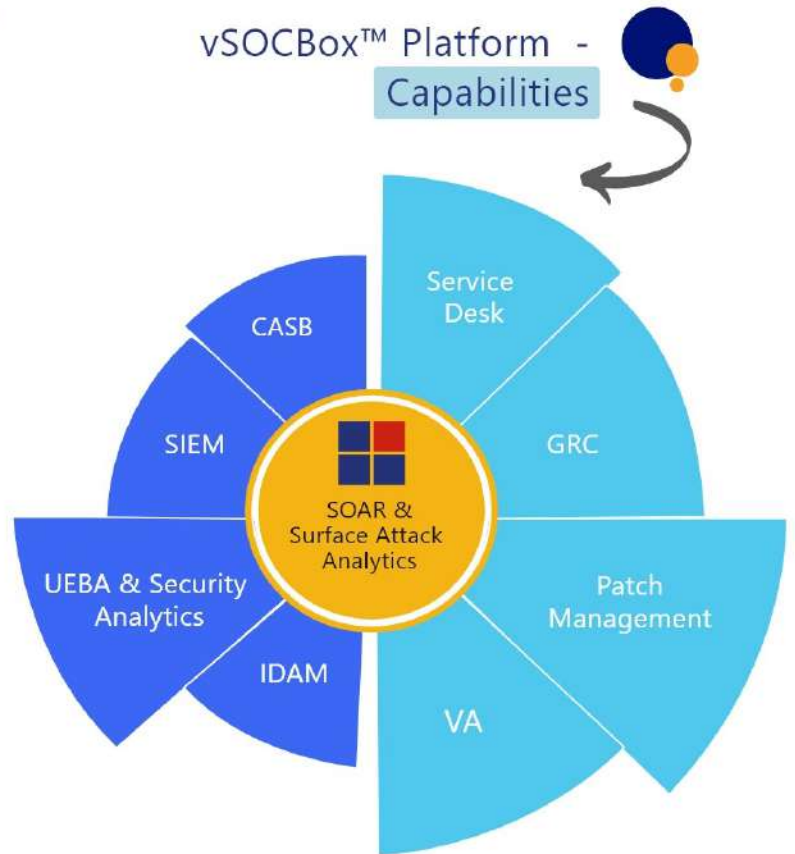 vSOCBox™ Platform -
Capabilities
Service
Desk
CASB
GRC
SIEM
SOAR &
Surface Attack
Analytics
UEBA & Security
Analytics
Patch
Management
IDAM
VA